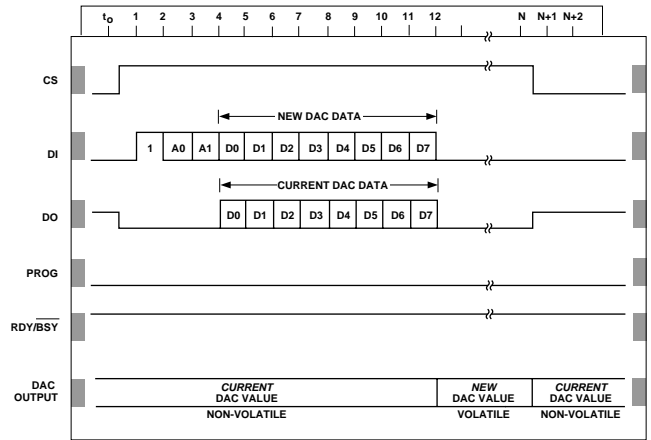 to 1 2 3 4 5 6 7 8 9 10 11 12 N N+1 N+2
CS
NEW DAC DATA
DI 1 A0 A1 D0 D1 D2 D3 D4 D5 D6 D7
CURRENT DAC DATA
DO D0 D1 D2 D3 D4 D5 D6 D7
PROG
RDY/BSY
DAC OUTPUT
CURRENT DAC VALUE
NON-VOLATILE
NEW DAC VALUE
VOLATILE
CURRENT DAC VALUE
NON-VOLATILE